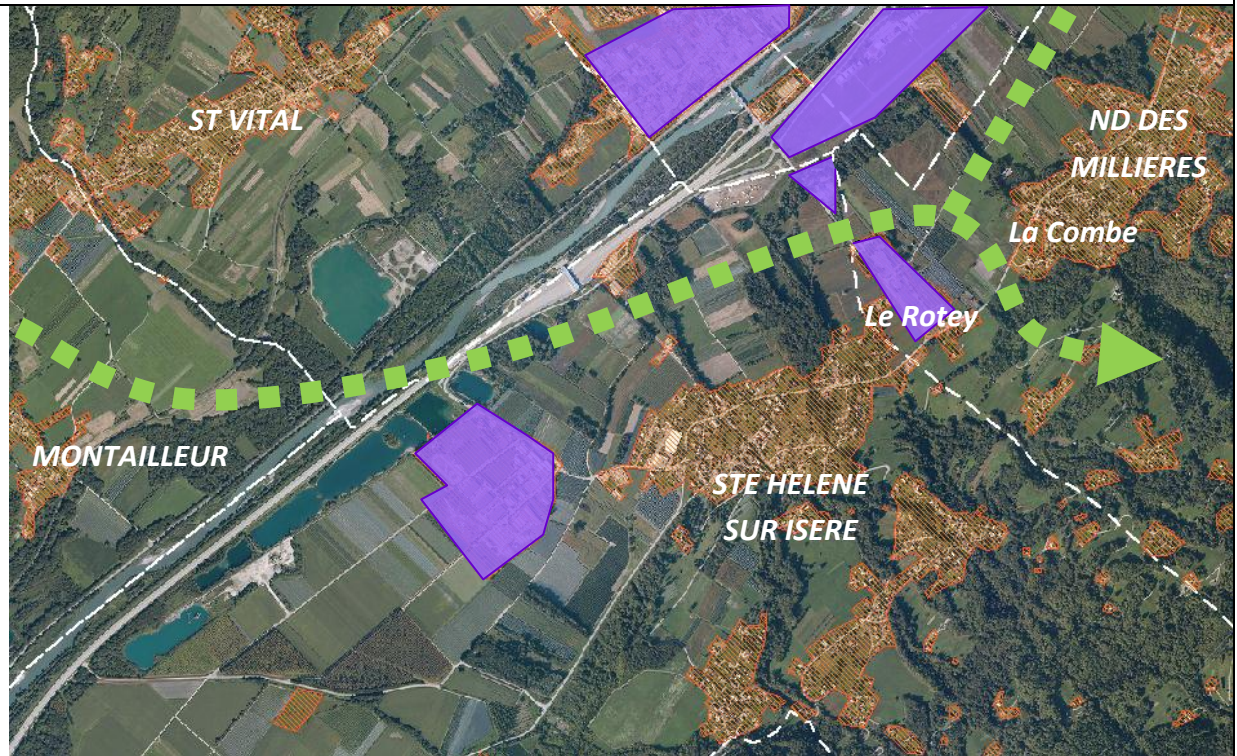 ST VITAL
ND DES
MILLIERES
La Combe
Le Rotey
MONTAILLEUR
STE HELENE
SUR ISERE